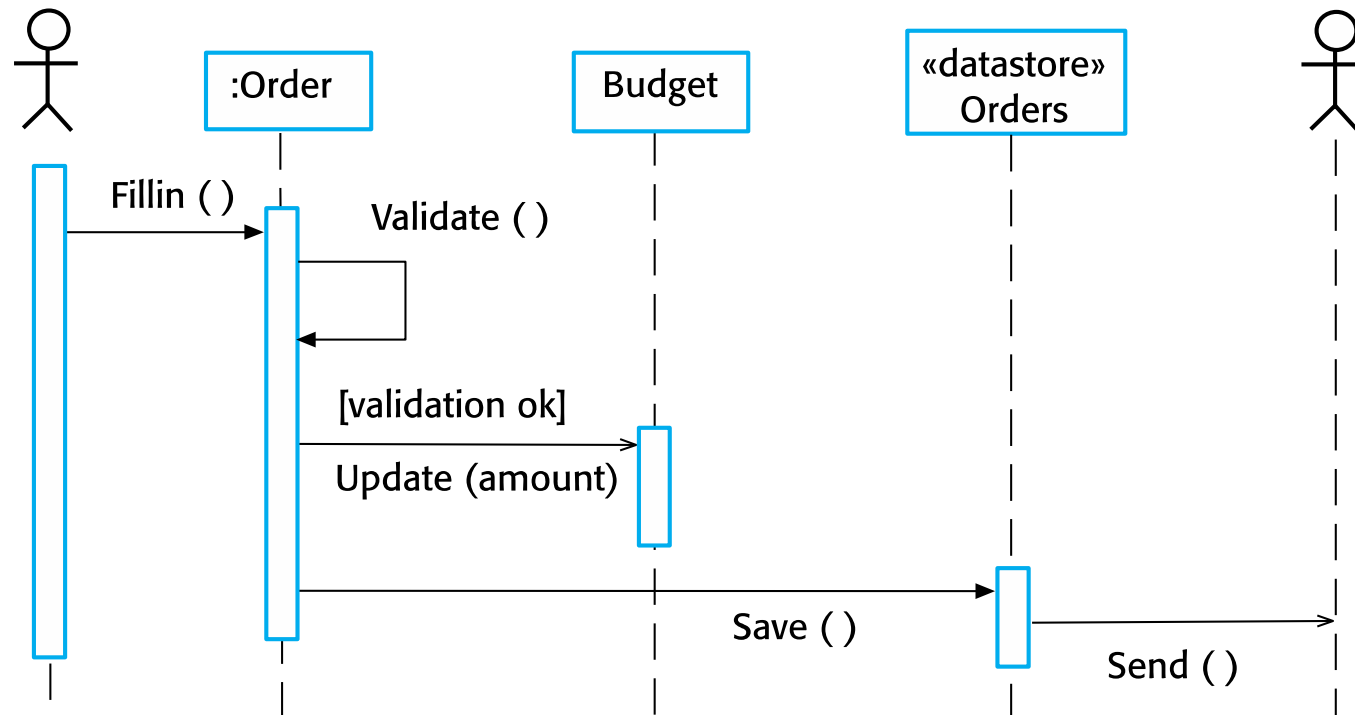 :Order
Budget
«datastore»
Orders
Fillin ( )
Validate ( )
[validation ok]
Update (amount)
Save ( )
Send ( )